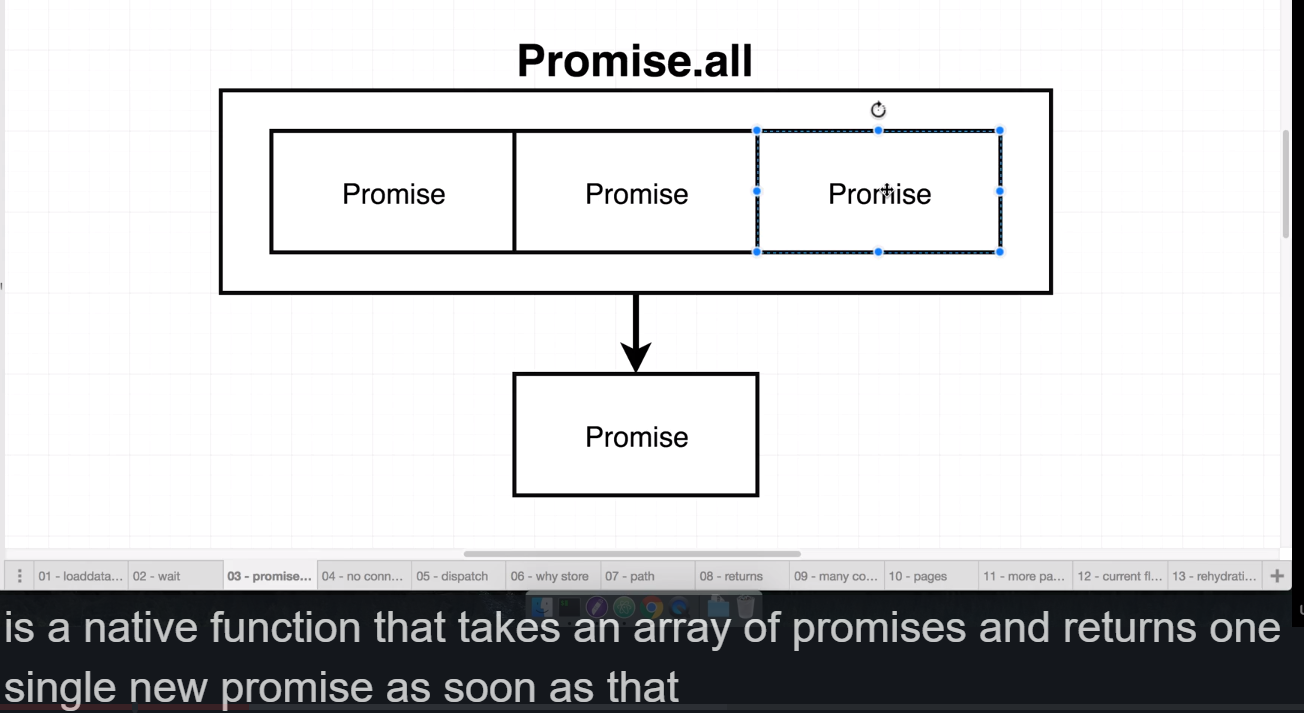 Promise.all
Promise Promise Promise
Promise
01 - loaddata... 02 - wait 03 - promise... 04 - no conn... 05 - dispatch 06 - why store 07 - path 08 - returns 09 - many co... 10 - pages 11 - more pa... 12 - current fl... 13 - rehydrati...
is a native function that takes an array of promises and returns one
single new promise as soon as that